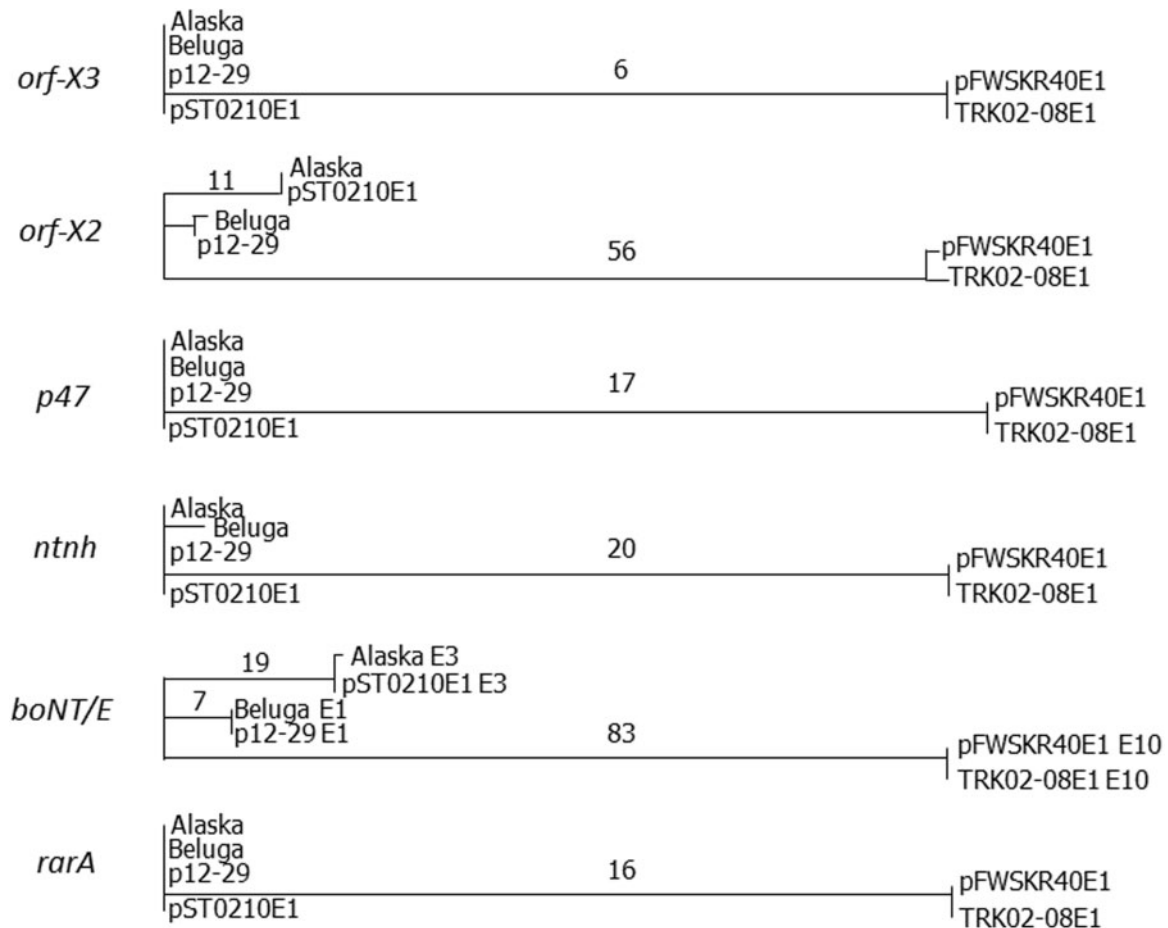 Alaska
Beluga
orf-X3
p12-29
6
pFWSKR40E1
pST0210E1
TRK02-08E1
11
Alaska
pST0210E1
orf-X2
Beluga
p12-29
56
pFWSKR40E1
TRK02-08E1
Alaska
Beluga
p47
p12-29
17
pFWSKR40E1
pST0210E1
TRK02-08E1
Alaska
Beluga
ntnh
p12-29
20
pFWSKR40E1
pST0210E1
TRK02-08E1
19
Alaska E3
pST0210E1 E3
boNT/E
7
Beluga E1
p12-29 E1
83
pFWSKR40E1 E10
TRK02-08E1 E10
Alaska
Beluga
rarA
p12-29
16
pFWSKR40E1
pST0210E1
TRK02-08E1